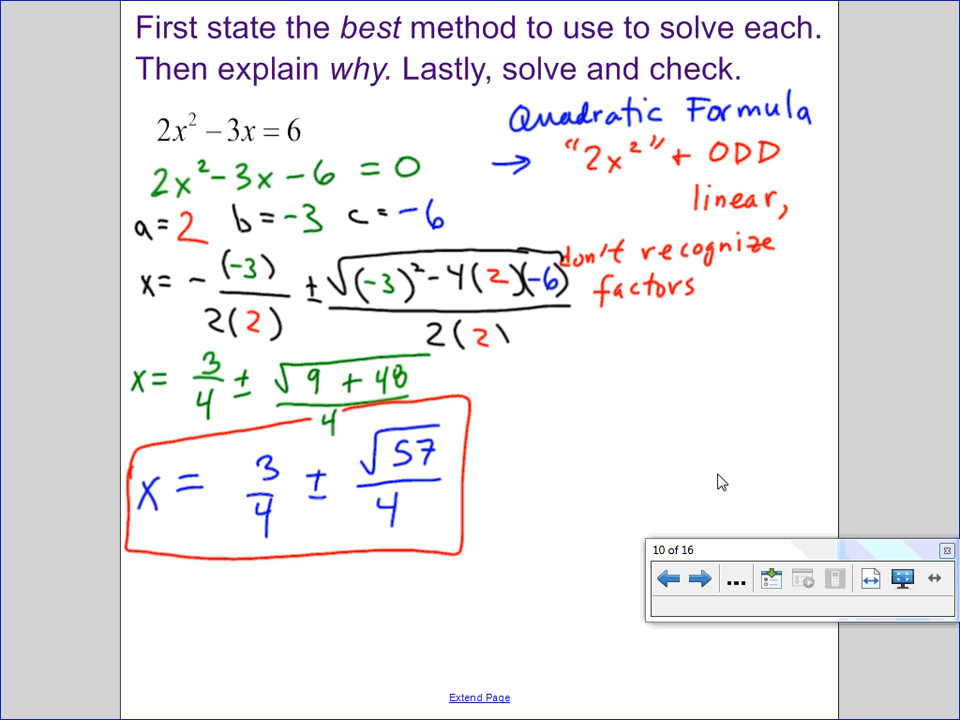 First state the best method to use to solve each.
Then explain why. Lastly, solve and check.
2x² – 3x = 6
Quadratic Formula
→ "2x²" + ODD
linear,
don't recognize
factors
2x² - 3x - 6 = 0
a = 2 b = -3 c = -6
x = - (-3)/2(2) ± √((-3)² - 4(2)(-6))/2(2)
x = 3/4 ± √(9 + 48)/4
x = 3/4 ± √57/4
10 of 16
...
Extend Page